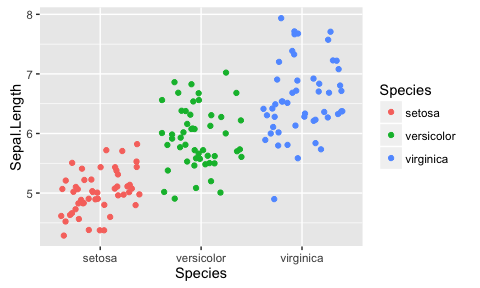 8
7
6
5
Sepal.Length
setosa
versicolor
virginica
Species
Species
setosa
versicolor
virginica